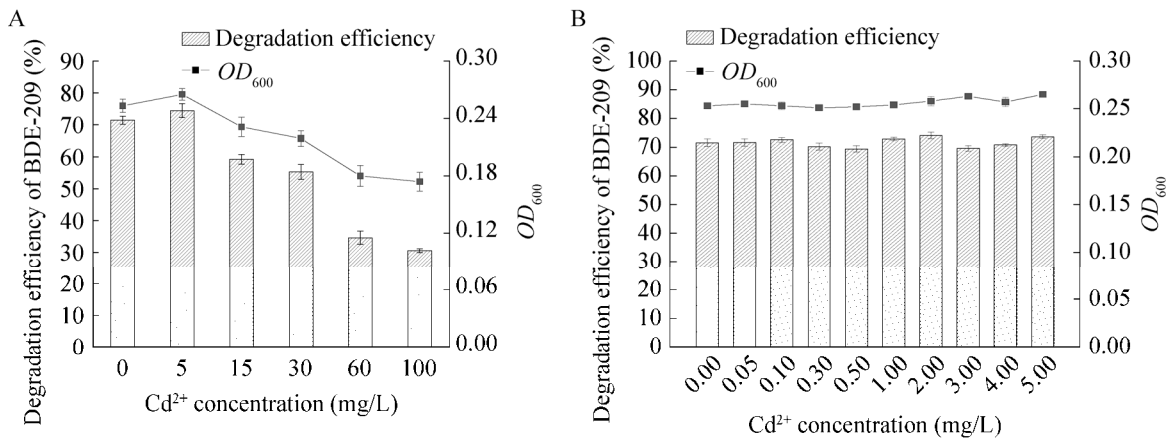 A
Degradation efficiency
OD600
Degradation efficiency of BDE-209 (%)
90
80
70
60
50
40
30
20
10
0
0.30
0.24
0.18
0.12
0.06
0.00
OD600
0 5 15 30 60 100
Cd2+ concentration (mg/L)
B
Degradation efficiency
OD600
Degradation efficiency of BDE-209 (%)
100
90
80
70
60
50
40
30
20
10
0
0.30
0.25
0.20
0.15
0.10
0.05
0.00
OD600
0.00 0.05 0.10 0.30 0.50 1.00 2.00 3.00 4.00 5.00
Cd2+ concentration (mg/L)